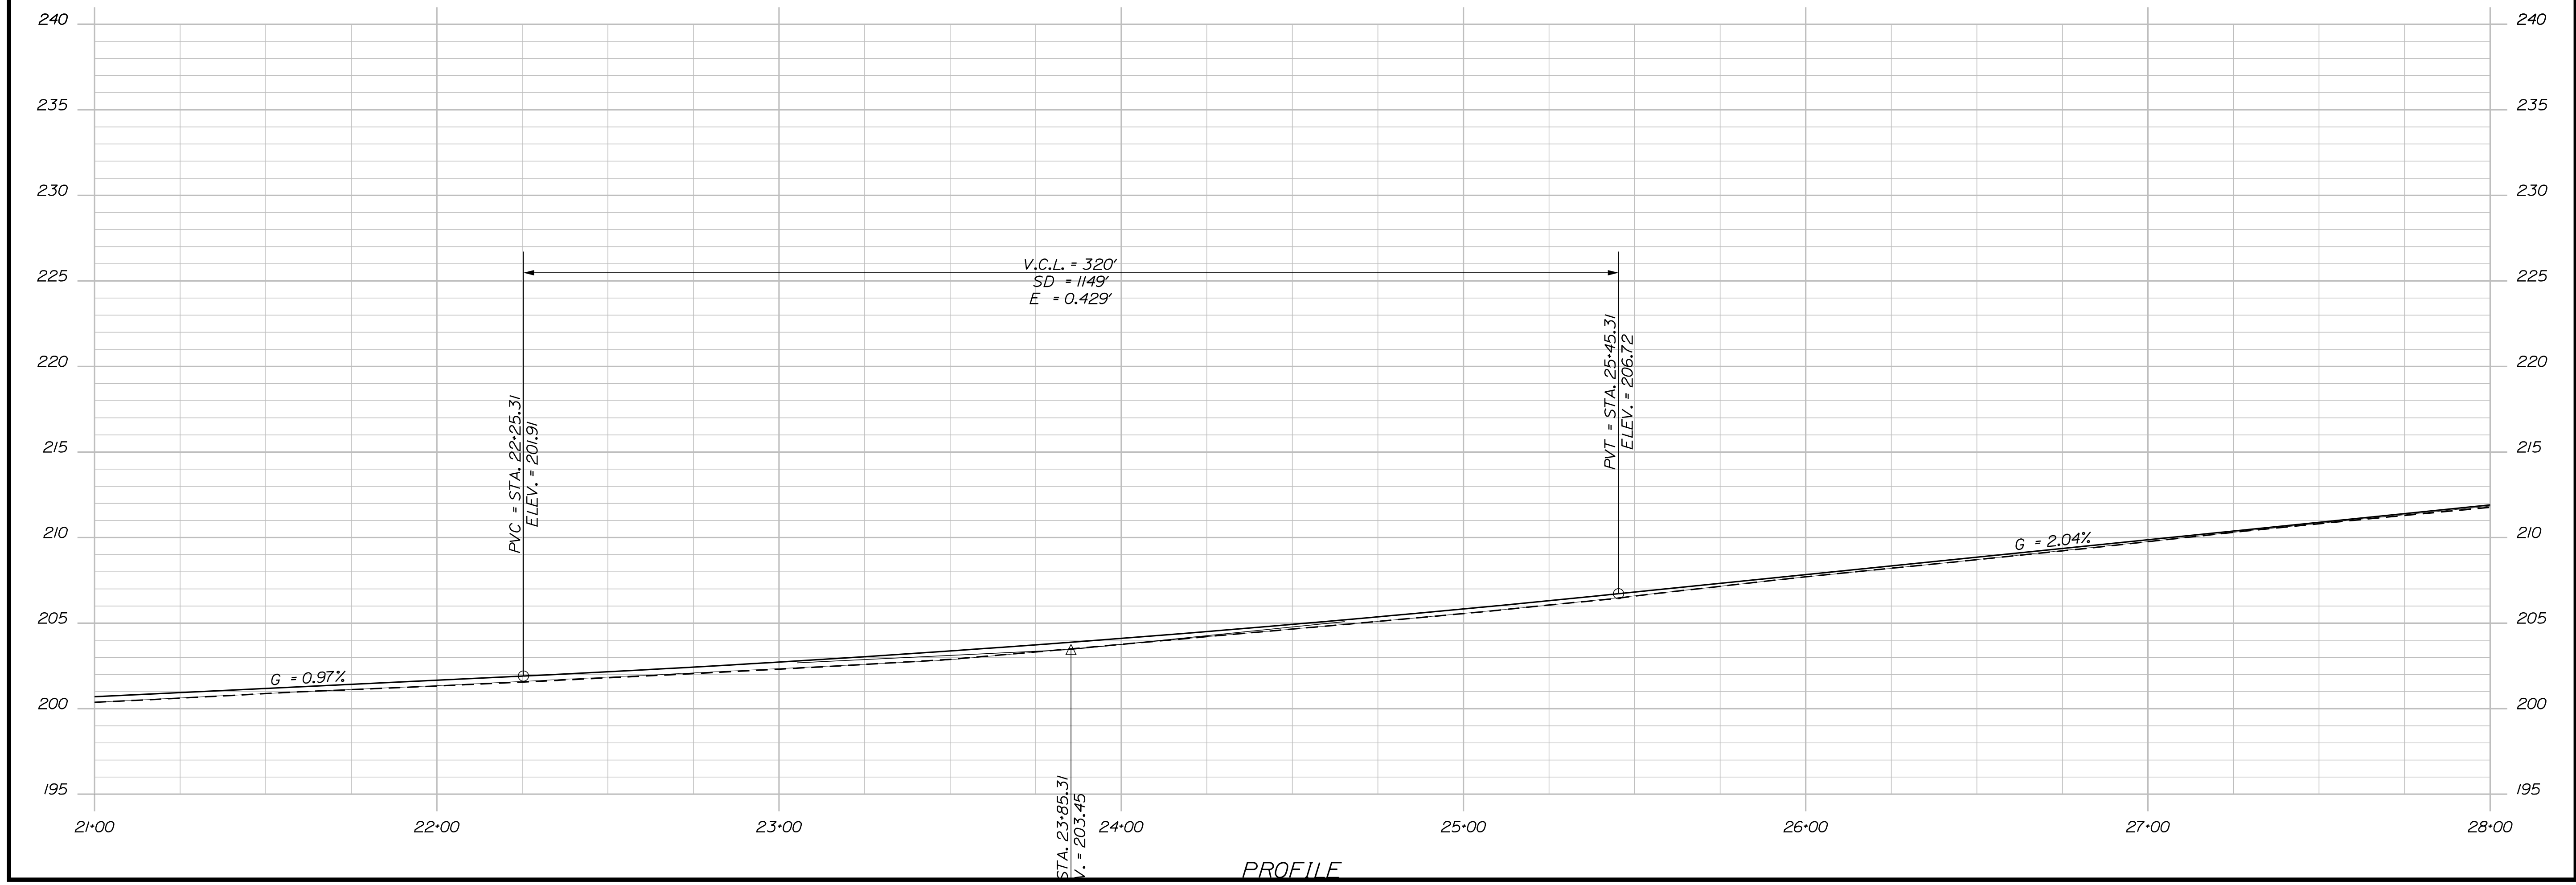 240 240
235 235
230 230
V.C.L. = 320'
SD = 1149'
E = 0.429'
225 225
PVT = STA. 25+45.31
ELEV. = 206.72
220 220
PVC = STA. 22+25.31
ELEV. = 201.91
215 215
210 210
G = 2.04%
205 205
G = 0.97%
200 200
STA. 23+85.31
V. = 203.45
195 195
21+00 22+00 23+00 24+00 25+00 26+00 27+00 28+00
PROFILE